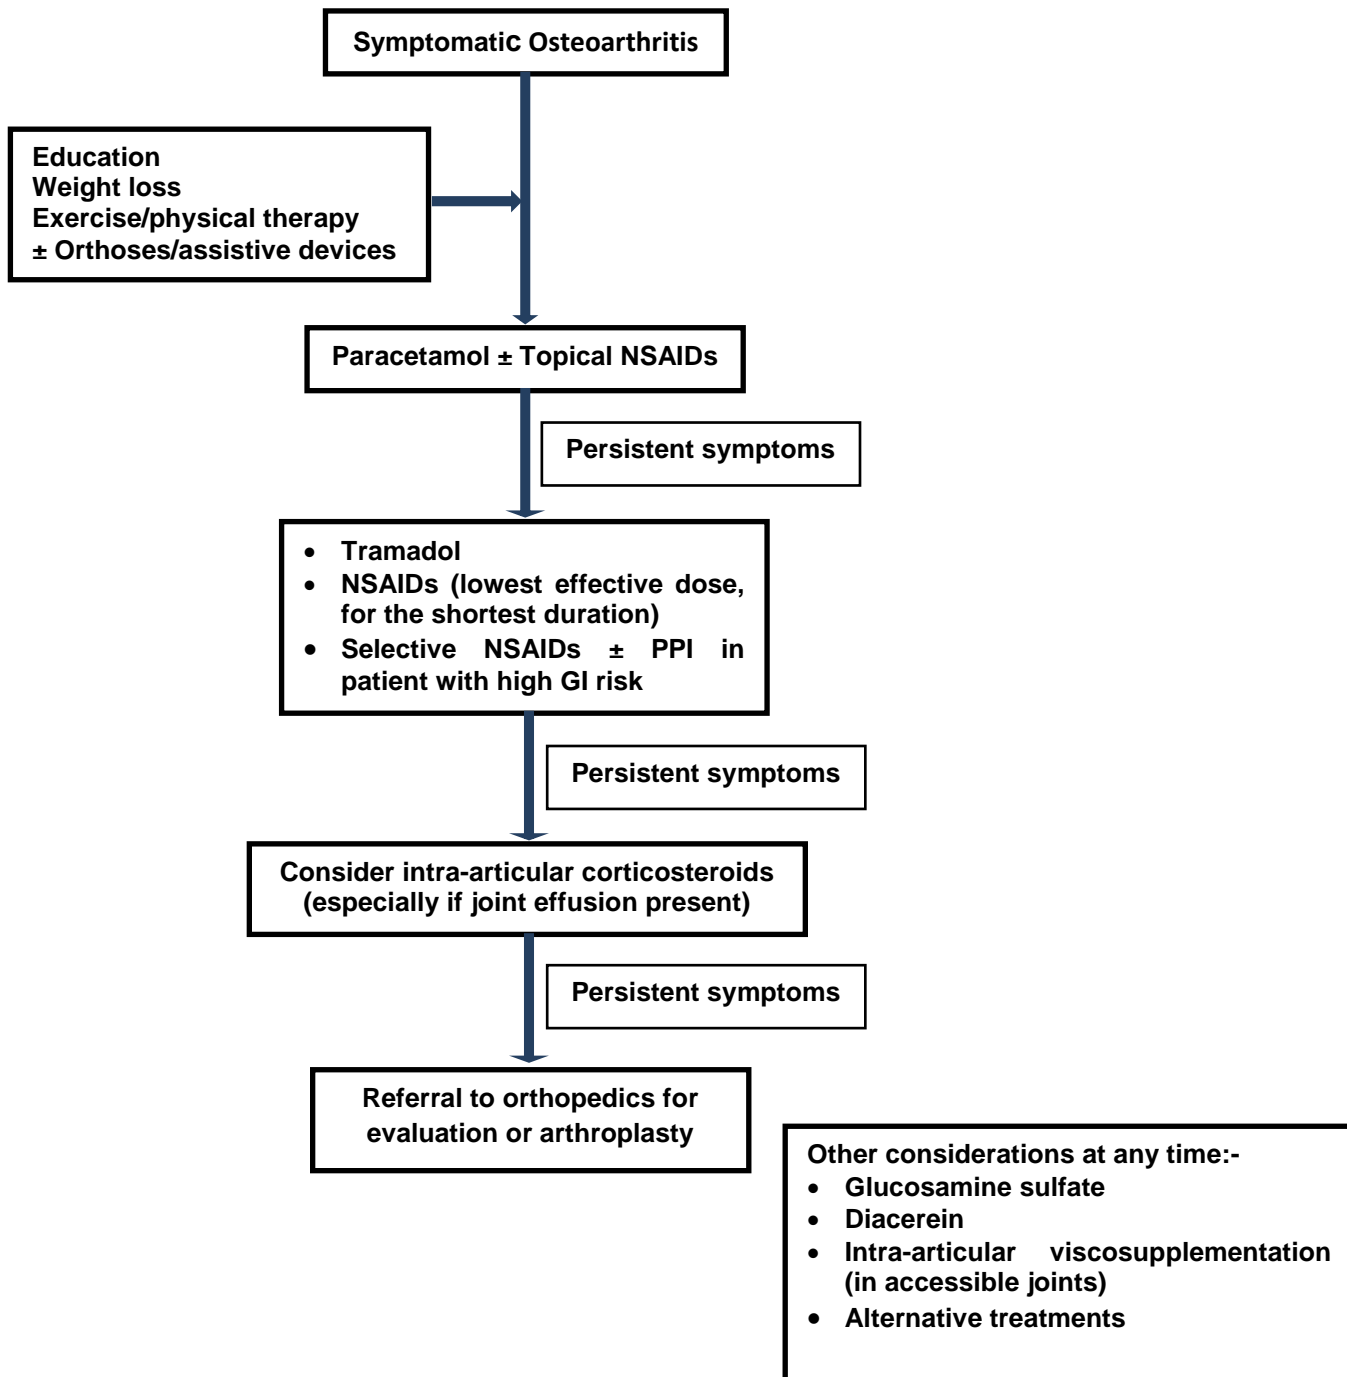 Symptomatic Osteoarthritis
Education
Weight loss
Exercise/physical therapy
± Orthoses/assistive devices
Paracetamol ± Topical NSAIDs
Persistent symptoms
• Tramadol
• NSAIDs (lowest effective dose,
for the shortest duration)
• Selective NSAIDs ± PPI in
patient with high GI risk
Persistent symptoms
Consider intra-articular corticosteroids
(especially if joint effusion present)
Persistent symptoms
Referral to orthopedics for
evaluation or arthroplasty
Other considerations at any time:-
• Glucosamine sulfate
• Diacerein
• Intra-articular viscosupplementation
(in accessible joints)
• Alternative treatments